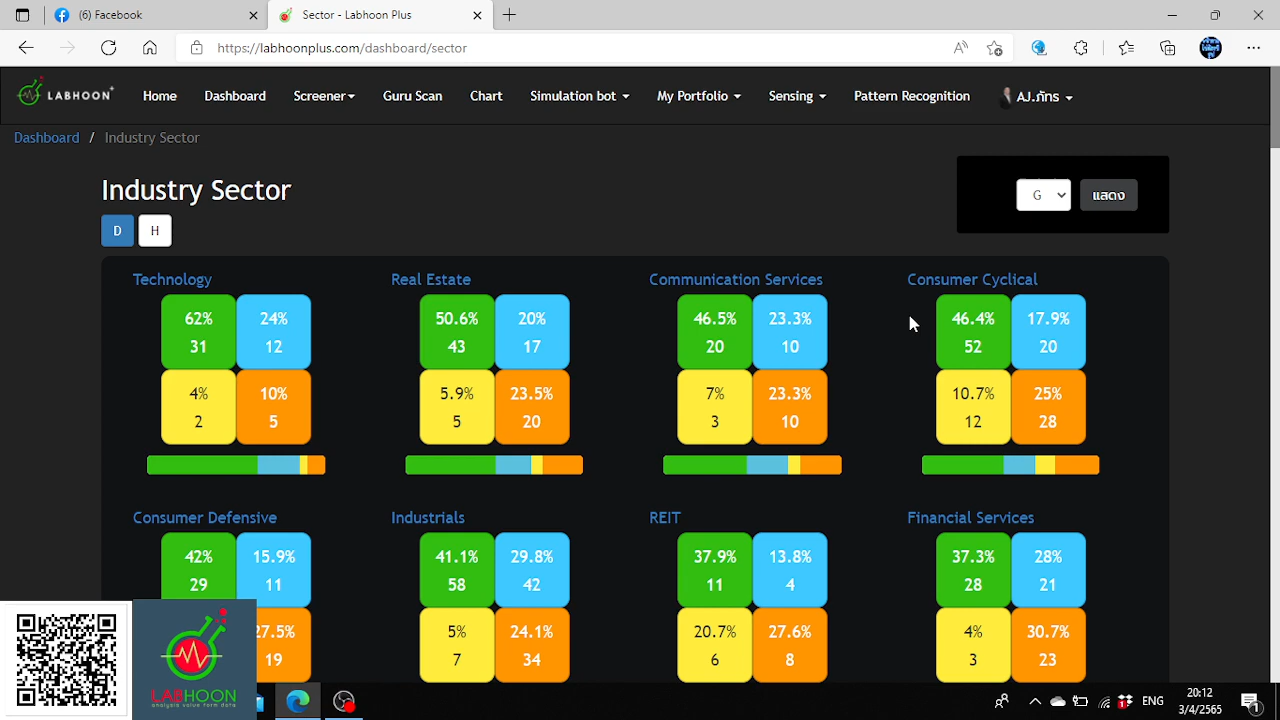 (6) Facebook
Sector - Labhoon Plus
https://labhoonplus.com/dashboard/sector
LABHOON+
Home
Dashboard
Screener
Guru Scan
Chart
Simulation bot
My Portfolio
Sensing
Pattern Recognition
AJ.ภัทร
Dashboard / Industry Sector
Industry Sector
G
แสดง
D
H
Technology
62%
31
24%
12
4%
2
10%
5
Real Estate
50.6%
43
20%
17
5.9%
5
23.5%
20
Communication Services
46.5%
20
23.3%
10
7%
3
23.3%
10
Consumer Cyclical
46.4%
52
17.9%
20
10.7%
12
25%
28
Consumer Defensive
42%
29
15.9%
11
27.5%
19
Industrials
41.1%
58
29.8%
42
5%
7
24.1%
34
REIT
37.9%
11
13.8%
4
20.7%
6
27.6%
8
Financial Services
37.3%
28
28%
21
4%
3
30.7%
23
LABHOON
analysis value form data
ENG
20:12
3/4/2565
1